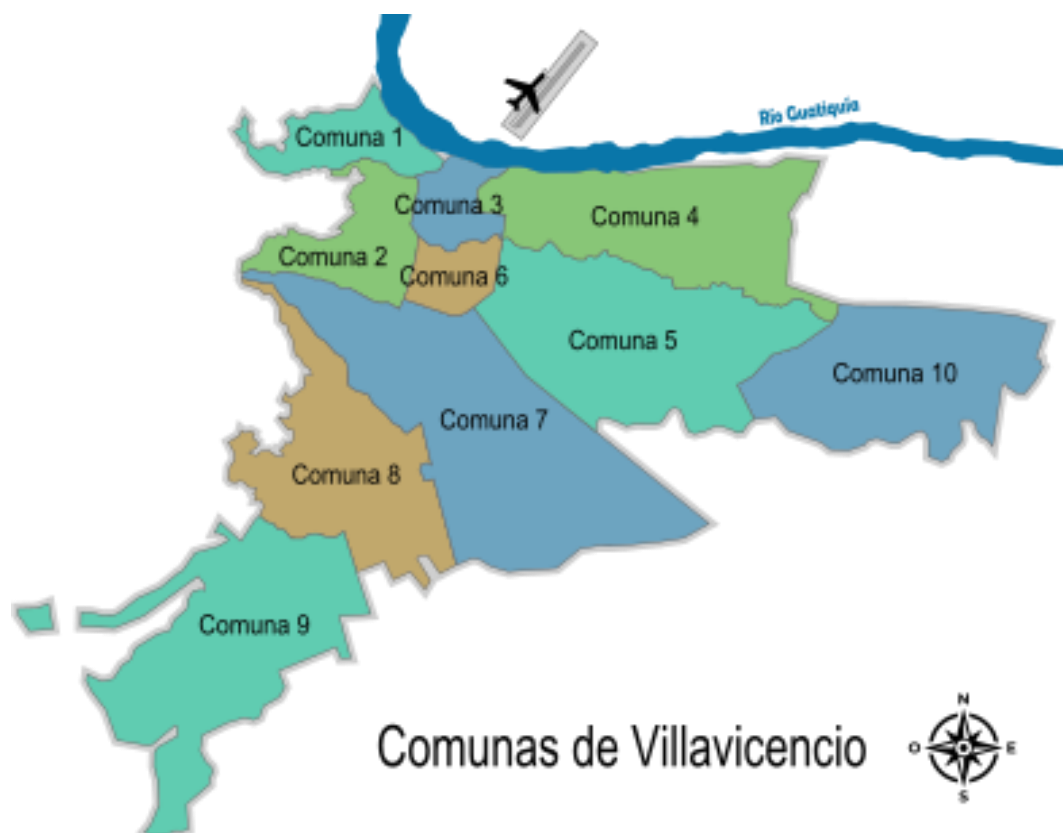 Río Guatiquía
Comuna 1
Comuna 3
Comuna 4
Comuna 2
Comuna 6
Comuna 5
Comuna 10
Comuna 7
Comuna 8
Comuna 9
Comunas de Villavicencio
N
O
E
S